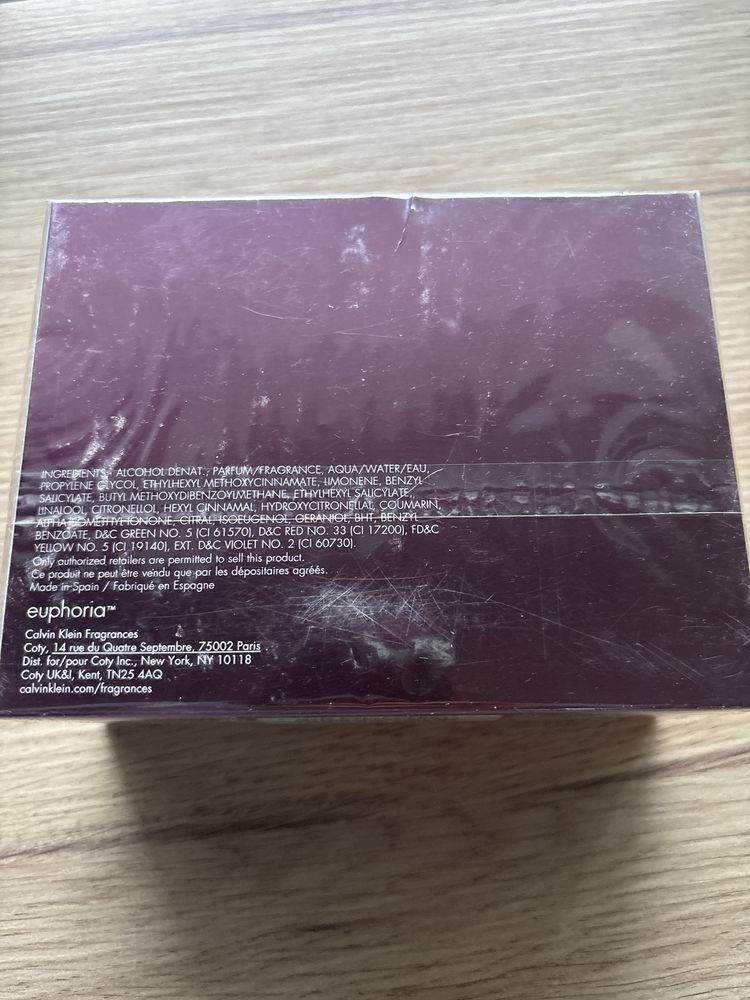 INGREDIENTS - ALCOHOL DENAT., PARFUM/FRAGRANCE, AQUA/WATER/EAU,
PROPYLENE GLYCOL, ETHYLHEXYL METHOXYCINNAMATE, LIMONENE, BENZYL
SALICYLATE, BUTYL METHOXYDIBENZOYLMETHANE, ETHYLHEXYL SALICYLATE,
LINALOOL, CITRONELLOL, HEXYL CINNAMAL, HYDROXYCITRONELLAL, COUMARIN,
ALPHA-ISOMETHYL IONONE, CITRAL, ISOEUGENOL, GERANIOL, BHT, BENZYL
BENZOATE, D&C GREEN NO. 5 (CI 61570), D&C RED NO. 33 (CI 17200), FD&C
YELLOW NO. 5 (CI 19140), EXT. D&C VIOLET NO. 2 (CI 60730).
Only authorized retailers are permitted to sell this product.
Ce produit ne peut être vendu que par les dépositaires agréés.
Made in Spain / Fabriqué en Espagne
euphoria™
Calvin Klein Fragrances
Coty, 14 rue du Quatre Septembre, 75002 Paris
Dist. for/pour Coty Inc., New York, NY 10118
Coty UK&I, Kent, TN25 4AQ
calvinklein.com/fragrances